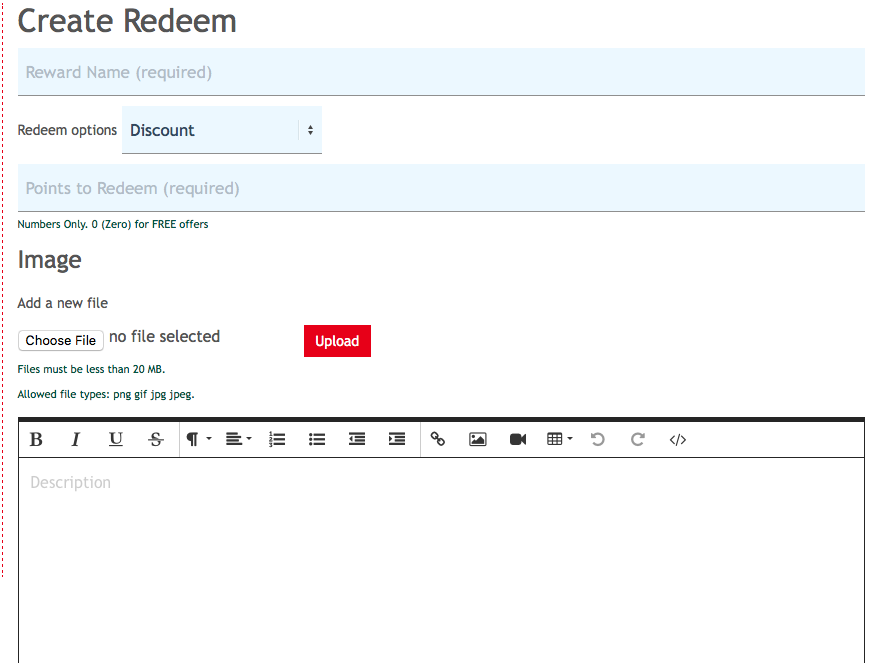 Create Redeem
Reward Name (required)
Redeem options Discount
Points to Redeem (required)
Numbers Only. 0 (Zero) for FREE offers
Image
Add a new file
Choose File no file selected Upload
Files must be less than 20 MB.
Allowed file types: png gif jpg jpeg.
B I U S ¶ </>
Description